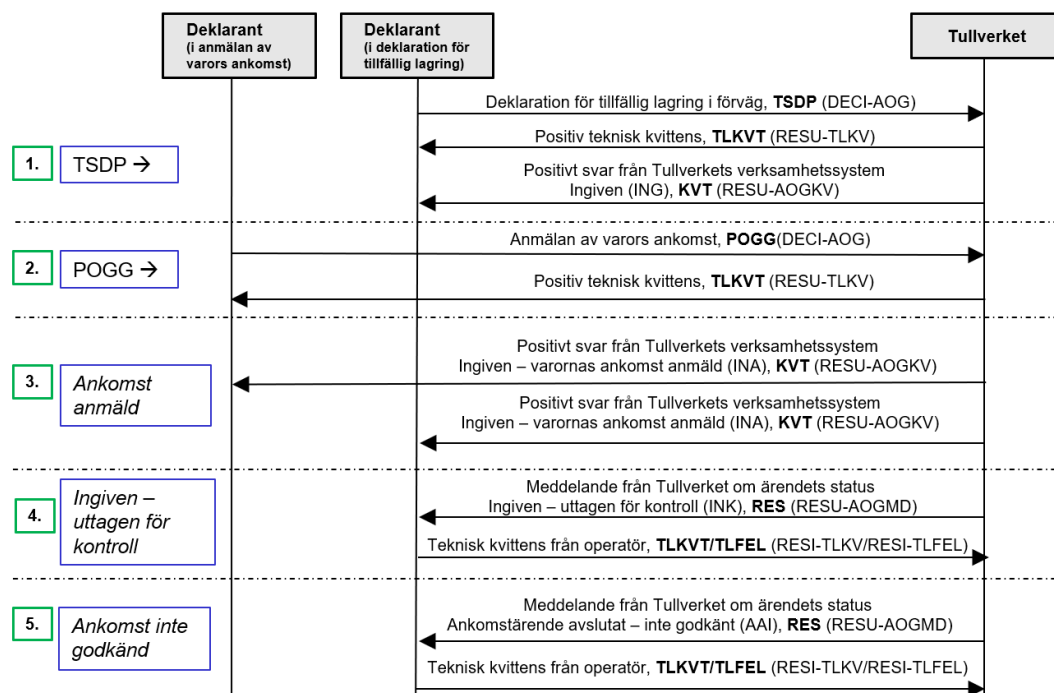 Deklarant
(i anmälan av
varors ankomst)
Deklarant
(i deklaration för
tillfällig lagring)
Tullverket
1.
TSDP →
Deklaration för tillfällig lagring i förväg, TSDP (DECI-AOG)
Positiv teknisk kvittens, TLKVT (RESU-TLKV)
Positivt svar från Tullverkets verksamhetssystem
Ingiven (ING), KVT (RESU-AOGKV)
2.
POGG →
Anmälan av varors ankomst, POGG(DECI-AOG)
Positiv teknisk kvittens, TLKVT (RESU-TLKV)
3.
Ankomst
anmäld
Positivt svar från Tullverkets verksamhetssystem
Ingiven – varornas ankomst anmäld (INA), KVT (RESU-AOGKV)
Positivt svar från Tullverkets verksamhetssystem
Ingiven – varornas ankomst anmäld (INA), KVT (RESU-AOGKV)
4.
Ingiven –
uttagen för
kontroll
Meddelande från Tullverket om ärendets status
Ingiven – uttagen för kontroll (INK), RES (RESU-AOGMD)
Teknisk kvittens från operatör, TLKVT/TLFEL (RESI-TLKV/RESI-TLFEL)
5.
Ankomst inte
godkänd
Meddelande från Tullverket om ärendets status
Ankomstärende avslutat – inte godkänt (AAI), RES (RESU-AOGMD)
Teknisk kvittens från operatör, TLKVT/TLFEL (RESI-TLKV/RESI-TLFEL)